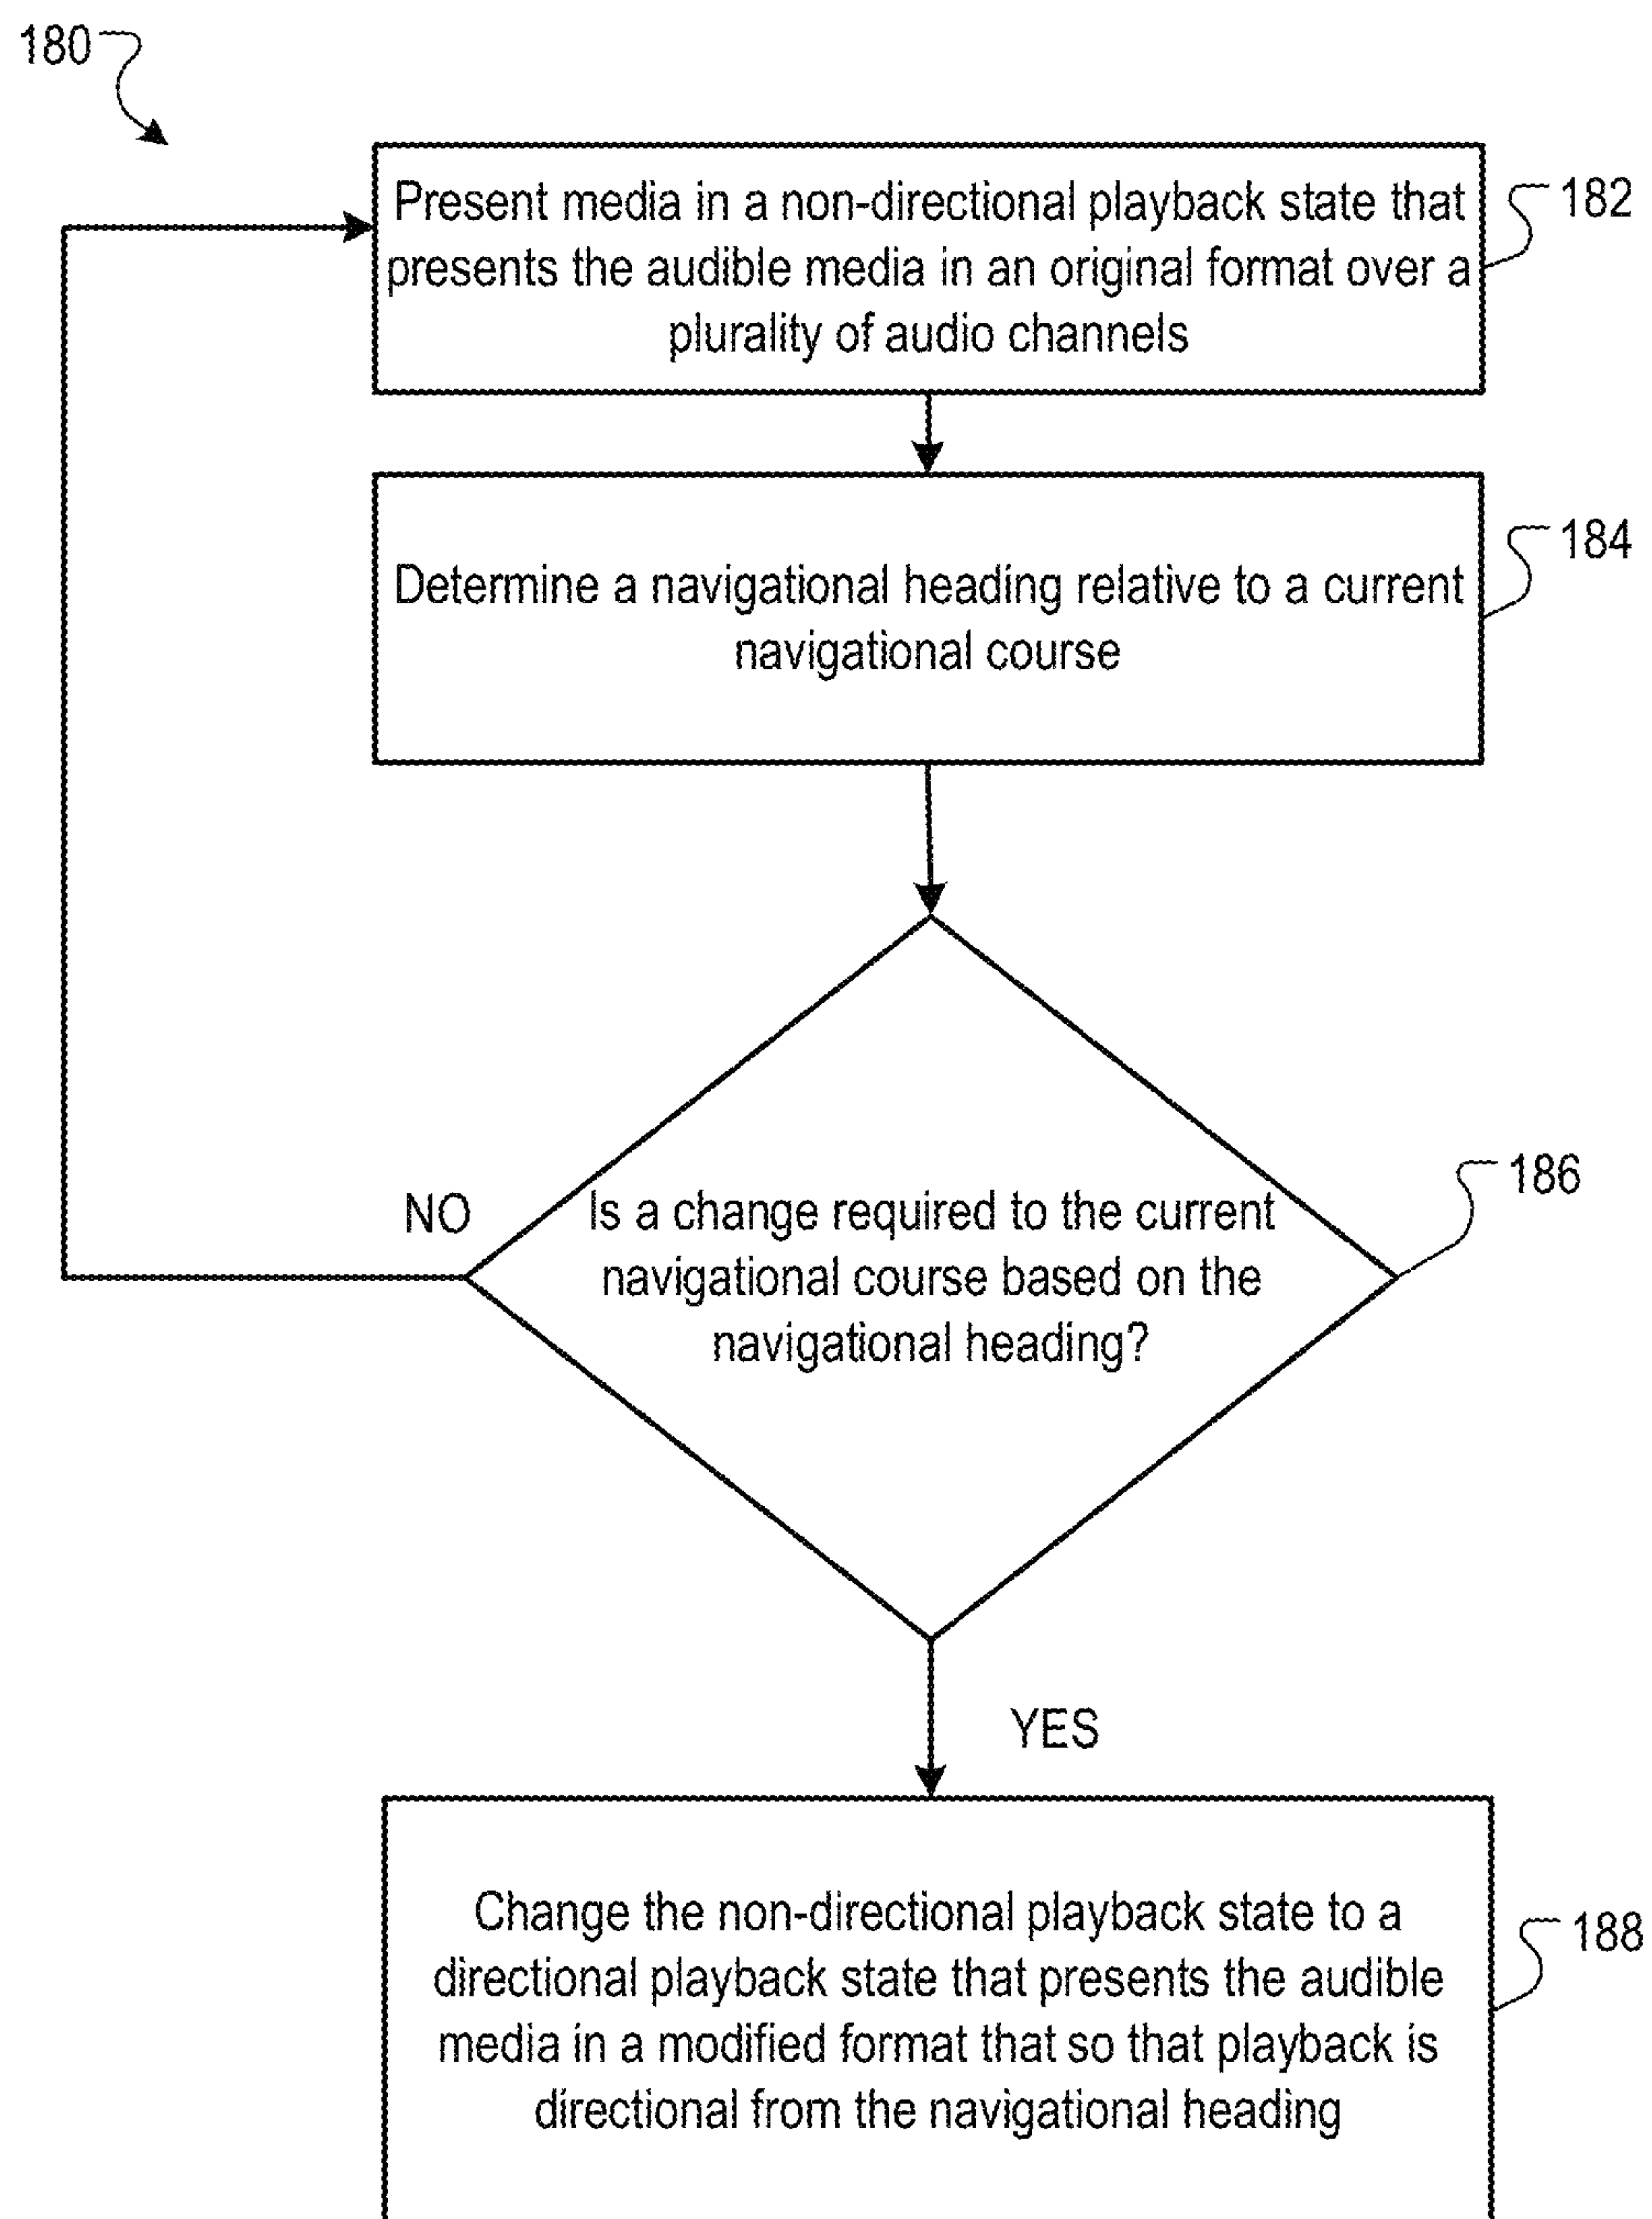 180
Present media in a non-directional playback state that
presents the audible media in an original format over a
plurality of audio channels
182
Determine a navigational heading relative to a current
navigational course
184
Is a change required to the current
navigational course based on the
navigational heading?
186
NO
YES
Change the non-directional playback state to a
directional playback state that presents the audible
media in a modified format that so that playback is
directional from the navigational heading
188